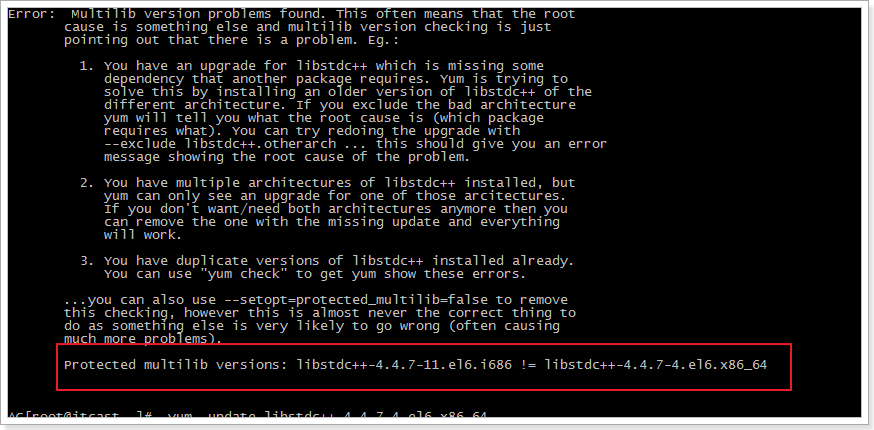 Error:  Multilib version problems found. This often means that the root
cause is something else and multilib version checking is just
pointing out that there is a problem. Eg.:
1. You have an upgrade for libstdc++ which is missing some
dependency that another package requires. Yum is trying to
solve this by installing an older version of libstdc++ of the
different architecture. If you exclude the bad architecture
yum will tell you what the root cause is (which package
requires what). You can try redoing the upgrade with
--exclude libstdc++.otherarch ... this should give you an error
message showing the root cause of the problem.
2. You have multiple architectures of libstdc++ installed, but
yum can only see an upgrade for one of those arcitectures.
If you don't want/need both architectures anymore then you
can remove the one with the missing update and everything
will work.
3. You have duplicate versions of libstdc++ installed already.
You can use "yum check" to get yum show these errors.
...you can also use --setopt=protected_multilib=false to remove
this checking, however this is almost never the correct thing to
do as something else is very likely to go wrong (often causing
much more problems).
Protected multilib versions: libstdc++-4.4.7-11.el6.i686 != libstdc++-4.4.7-4.el6.x86_64
^C[root@itcast ~]# yum update libstdc++-4.4.7-4.el6.x86_64